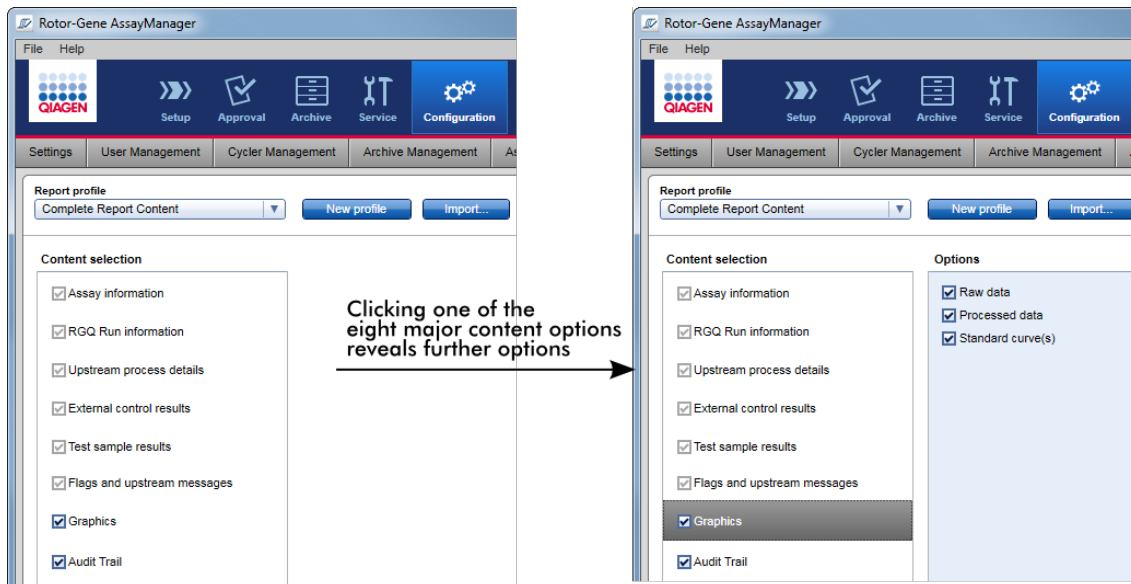 Rotor-Gene AssayManager
File Help
QIAGEN
Setup Approval Archive Service Configuration
Settings User Management Cycler Management Archive Management As
Report profile
Complete Report Content New profile Import...
Content selection
Assay information
RGQ Run information
Upstream process details
External control results
Test sample results
Flags and upstream messages
Graphics
Audit Trail
Clicking one of the
eight major content options
reveals further options
Rotor-Gene AssayManager
File Help
QIAGEN
Setup Approval Archive Service Configuration
Settings User Management Cycler Management Archive Management
Report profile
Complete Report Content New profile Import...
Content selection
Assay information
RGQ Run information
Upstream process details
External control results
Test sample results
Flags and upstream messages
Graphics
Audit Trail
Options
Raw data
Processed data
Standard curve(s)